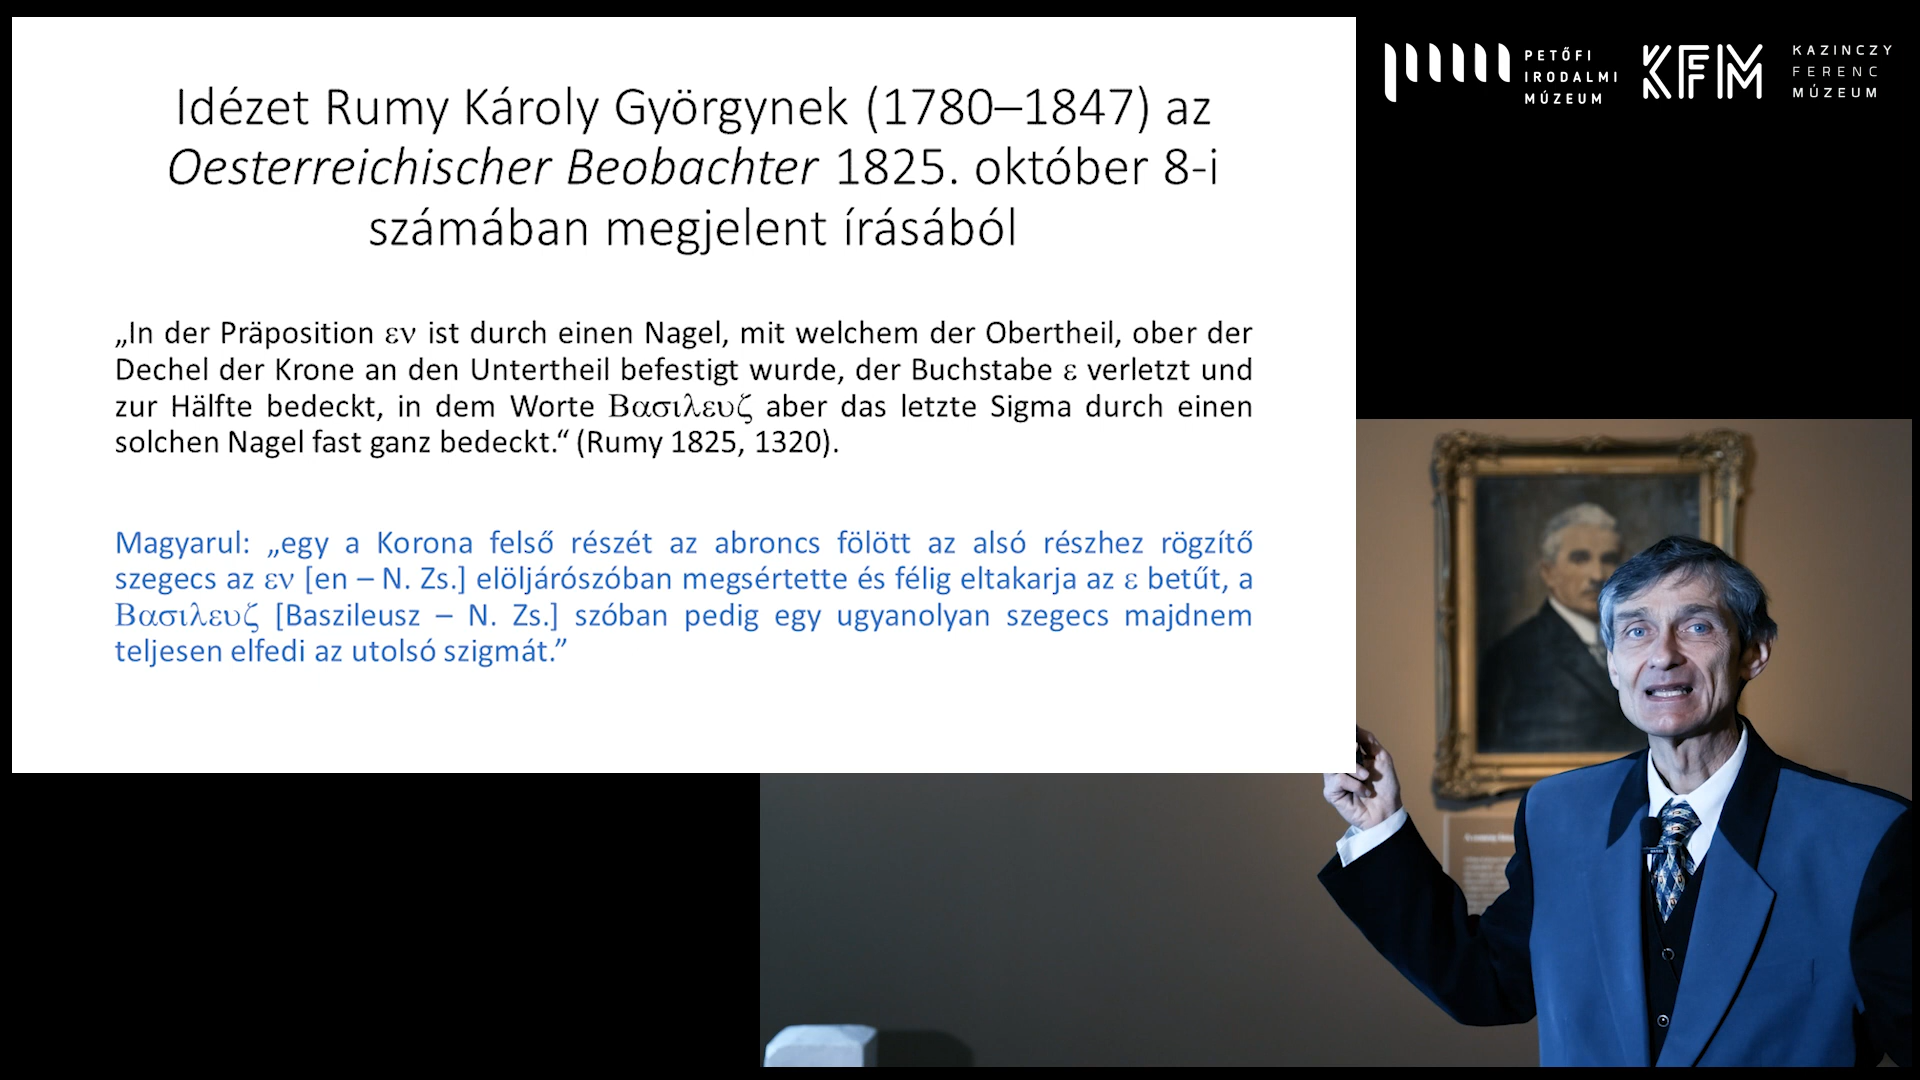 Idézet Rumy Károly Györgynek (1780–1847) az
Oesterreichischer Beobachter 1825. október 8-i
számában megjelent írásából
„In der Präposition εν ist durch einen Nagel, mit welchem der Obertheil, ober der
Dechel der Krone an den Untertheil befestigt wurde, der Buchstabe ε verletzt und
zur Hälfte bedeckt, in dem Worte Βασιλευζ aber das letzte Sigma durch einen
solchen Nagel fast ganz bedeckt.“ (Rumy 1825, 1320).
Magyarul: „egy a Korona felső részét az abroncs fölött az alsó részhez rögzítő
szegecs az εν [en – N. Zs.] elöljárószóban megsértette és félig eltakarja az ε betűt, a
Βασιλευζ [Baszileusz – N. Zs.] szóban pedig egy ugyanolyan szegecs majdnem
teljesen elfedi az utolsó szigmát.”
PETŐFI
IRODALMI
MÚZEUM
KFM
KAZINCZY
FERENC
MÚZEUM